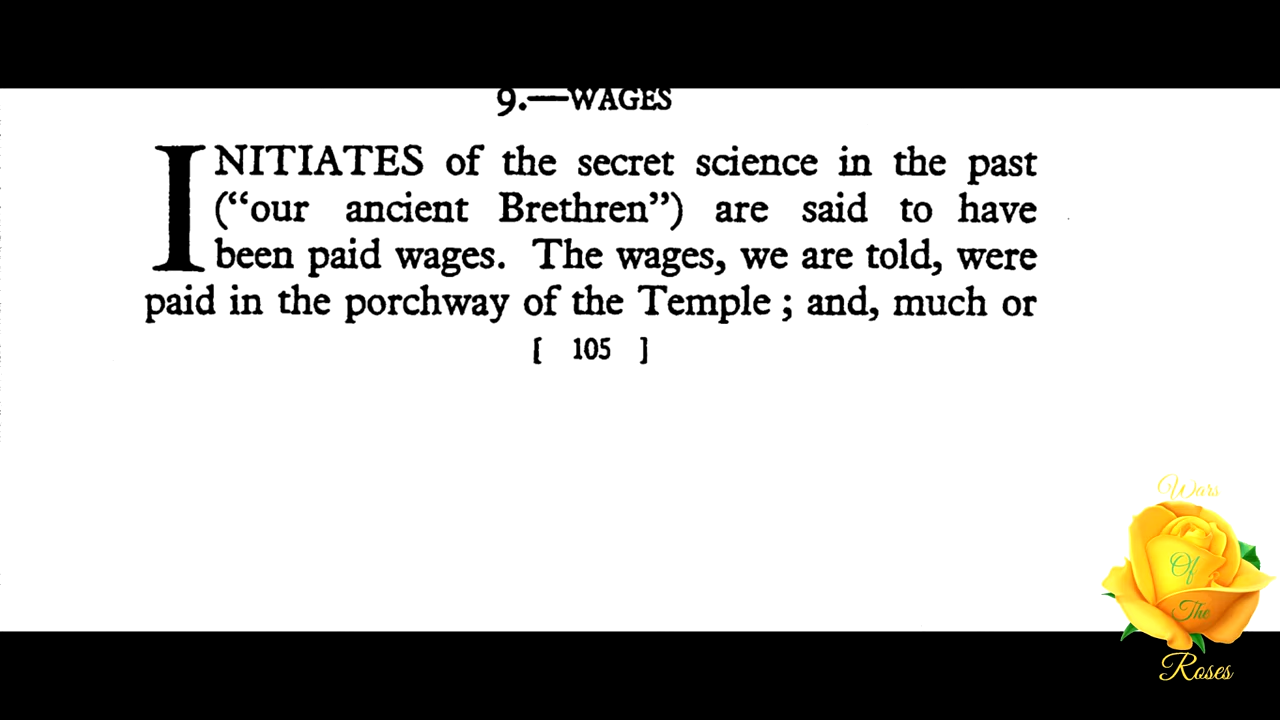 9.—WAGES
INITIATES of the secret science in the past
(“our ancient Brethren”) are said to have
been paid wages. The wages, we are told, were
paid in the porchway of the Temple ; and, much or
[ 105 ]
Wars
Of
The
Roses